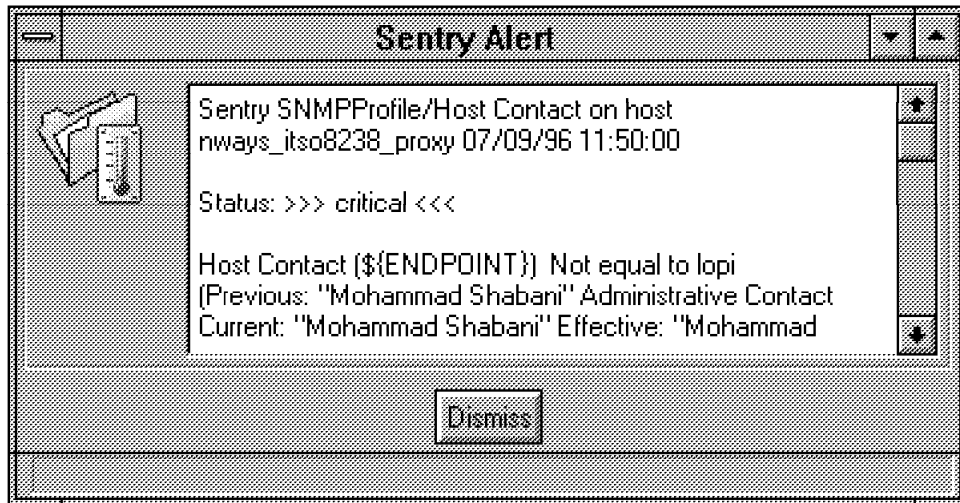 Sentry Alert
Sentry SNMPProfile/Host Contact on host
nways_itso8238_proxy 07/09/96 11:50:00
Status: >>> critical <<<
Host Contact (${ENDPOINT}) Not equal to lopi
(Previous: "Mohammad Shabani" Administrative Contact
Current: "Mohammad Shabani" Effective: "Mohammad
Dismiss